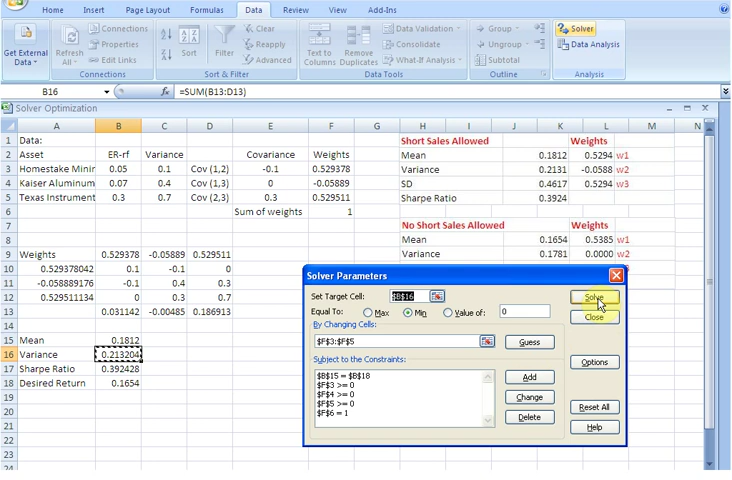 Home Insert Page Layout Formulas Data Review View Add-Ins
Get External Data
Refresh All
Connections
Properties
Edit Links
Connections
Sort
Filter
Clear
Reapply
Advanced
Sort & Filter
Text to Columns
Remove Duplicates
Data Validation
Consolidate
What-If Analysis
Data Tools
Group
Ungroup
Subtotal
Outline
Solver
Data Analysis
Analysis
B16 fx =SUM(B13:D13)
Solver Optimization
A B C D E F G H I J K L M N
1 Data: Short Sales Allowed Weights
2 Asset ER-rf Variance Covariance Weights Mean 0.1812 0.5294 w1
3 Homestake Minir 0.05 0.1 Cov (1,2) -0.1 0.529378 Variance 0.2131 -0.0588 w2
4 Kaiser Aluminum 0.07 0.4 Cov (1,3) 0 -0.05889 SD 0.4617 0.5294 w3
5 Texas Instrument 0.3 0.7 Cov (2,3) 0.3 0.529511 Sharpe Ratio 0.3924
6 Sum of weights 1
7 No Short Sales Allowed Weights
8 Mean 0.1654 0.5385 w1
9 Weights 0.529378 -0.05889 0.529511 Variance 0.1781 0.0000 w2
10 0.529378042 0.1 -0.1 0
11 -0.058889176 -0.1 0.4 0.3
12 0.529511134 0 0.3 0.7
13 0.031142 -0.00485 0.186913
14
15 Mean 0.1812
16 Variance 0.213204
17 Sharpe Ratio 0.392428
18 Desired Return 0.1654
19
20
21
22
23
24
Solver Parameters
Set Target Cell: $B$16 Solve
Equal To: Max Min Value of: 0 Close
By Changing Cells:
$F$3:$F$5 Guess
Subject to the Constraints: Options
$B$15 = $B$18 Add
$F$3 >= 0
$F$4 >= 0 Change
$F$5 >= 0 Reset All
$F$6 = 1 Delete
Help